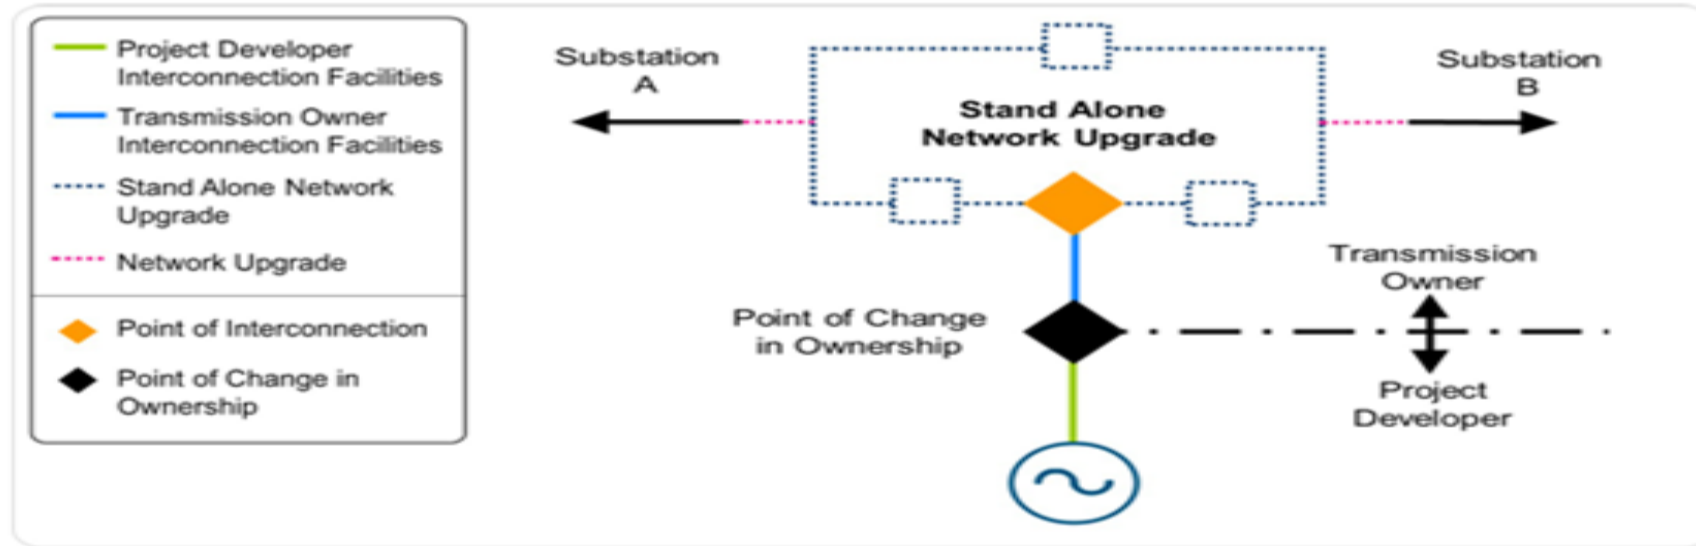 Project Developer
Interconnection Facilities
Transmission Owner
Interconnection Facilities
Stand Alone Network
Upgrade
Network Upgrade
Point of Interconnection
Point of Change in
Ownership
Substation
A
Stand Alone
Network Upgrade
Substation
B
Point of Change
in Ownership
Transmission
Owner
Project
Developer